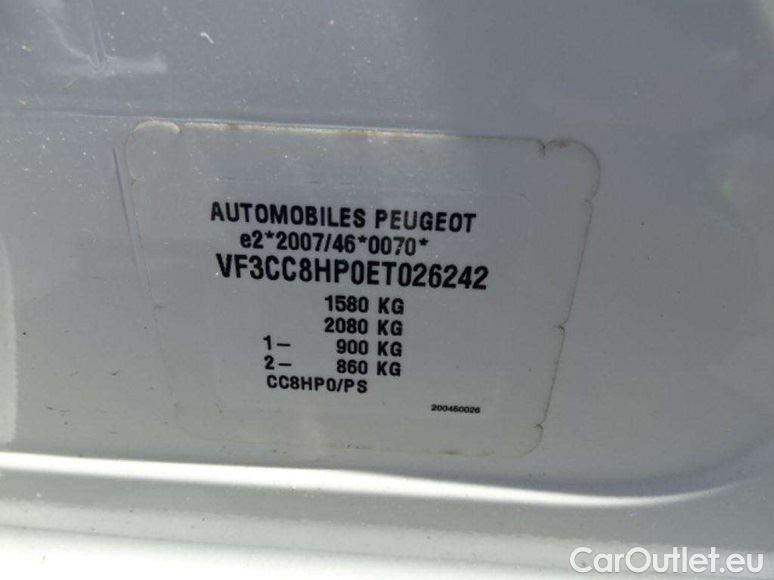 AUTOMOBILES PEUGEOT
e2*2007/46*0070*
VF3CC8HP0ET026242
1580 KG
2080 KG
1– 900 KG
2– 860 KG
CC8HP0/PS
200450026
CarOutlet.eu